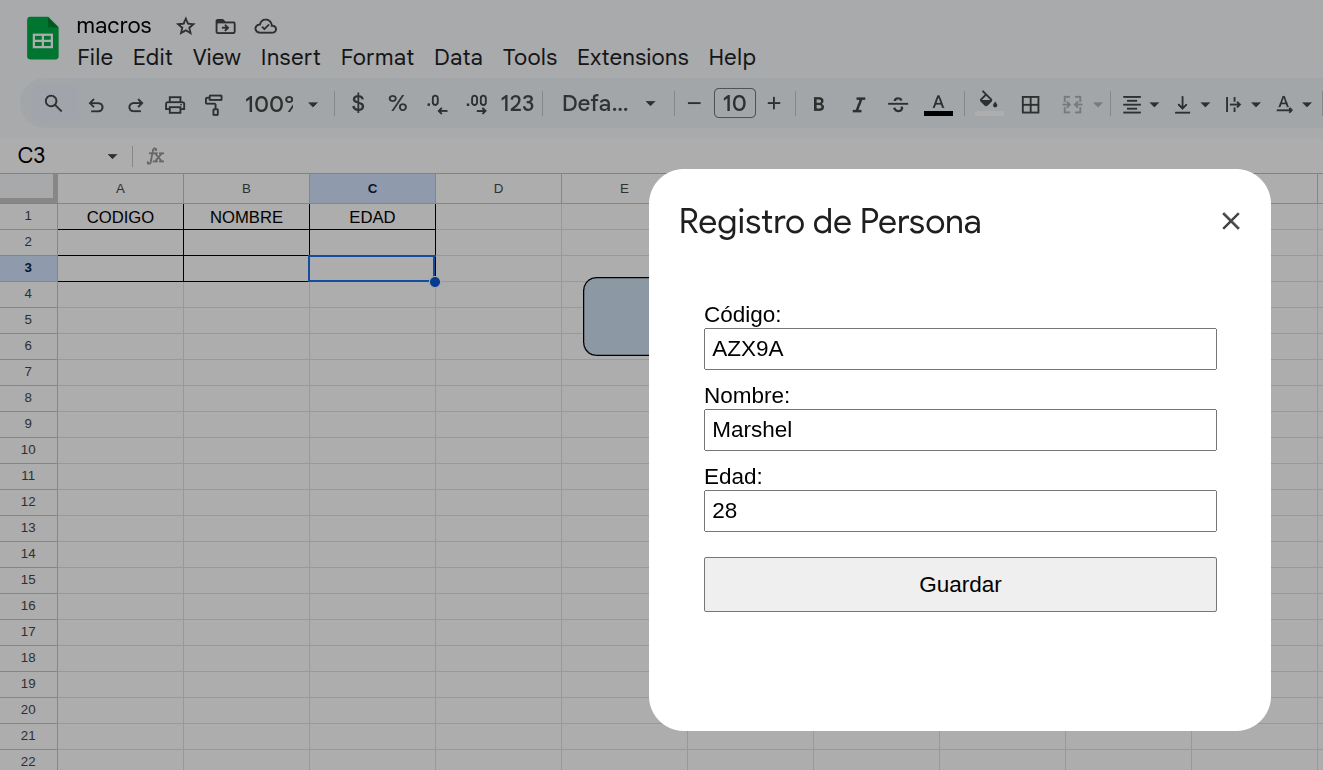 macros
File Edit View Insert Format Data Tools Extensions Help
100% $ % .0 .00 123 Defa... 10 B I A A
C3 fx
A B C D E
1 CODIGO NOMBRE EDAD
2
3
4
5
6
7
8
9
10
11
12
13
14
15
16
17
18
19
20
21
22
Registro de Persona
Código:
AZX9A
Nombre:
Marshel
Edad:
28
Guardar